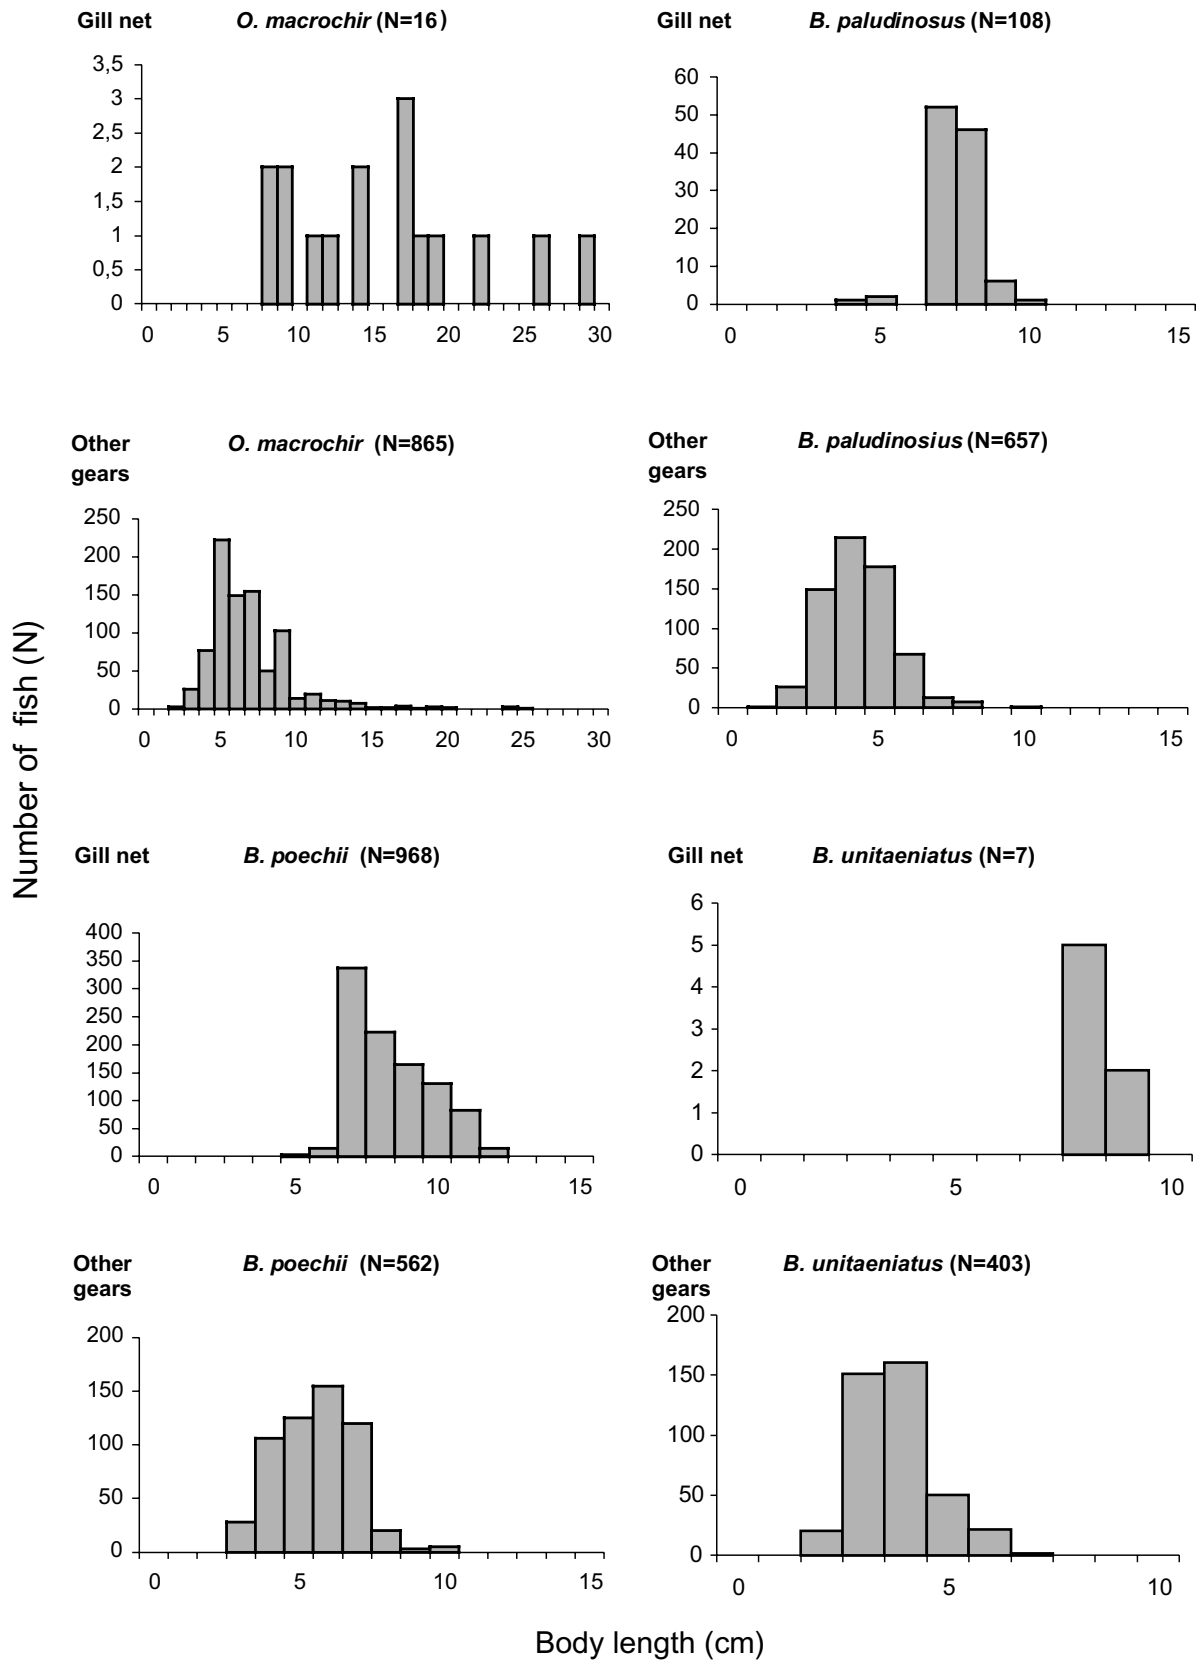 Gill net O. macrochir (N=16)
3,5
3
2,5
2
1,5
1
0,5
0
0 5 10 15 20 25 30
Gill net B. paludinosus (N=108)
60
50
40
30
20
10
0
0 5 10 15
Other gears O. macrochir (N=865)
250
200
150
100
50
0
0 5 10 15 20 25 30
Other gears B. paludinosius (N=657)
250
200
150
100
50
0
0 5 10 15
Number of fish (N)
Gill net B. poechii (N=968)
400
350
300
250
200
150
100
50
0
0 5 10 15
Gill net B. unitaeniatus (N=7)
6
5
4
3
2
1
0
0 5 10
Other gears B. poechii (N=562)
200
150
100
50
0
0 5 10 15
Other gears B. unitaeniatus (N=403)
200
150
100
50
0
0 5 10
Body length (cm)